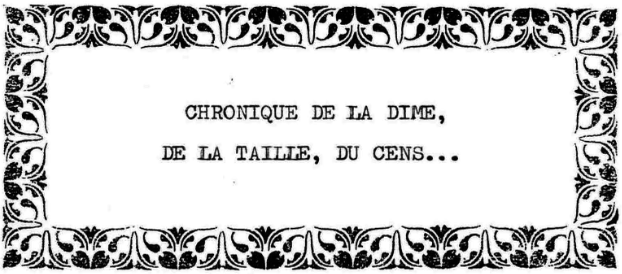 CHRONIQUE DE LA DIME,
DE LA TAILLE, DU CENS...